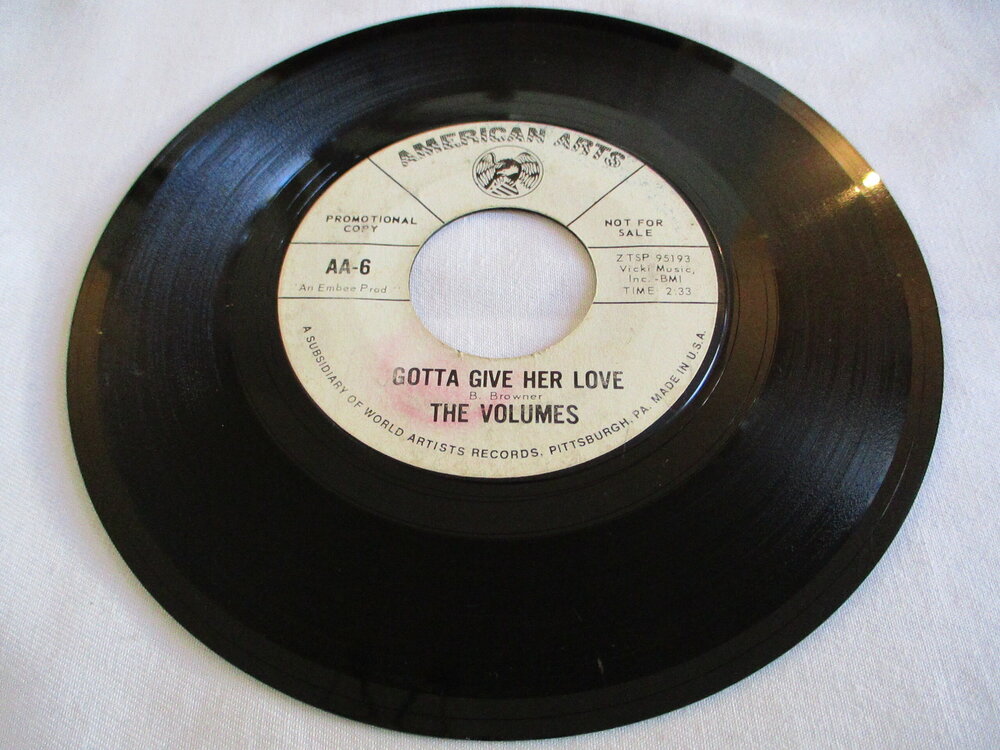 AMERICAN ARTS
PROMOTIONAL
COPY
NOT FOR
SALE
AA-6
An Embee Prod
ZTSP 95193
Vicki Music,
Inc.-BMI
TIME: 2:33
GOTTA GIVE HER LOVE
B. Browner
THE VOLUMES
A SUBSIDIARY OF WORLD ARTISTS RECORDS, PITTSBURGH, PA. MADE IN U.S.A.